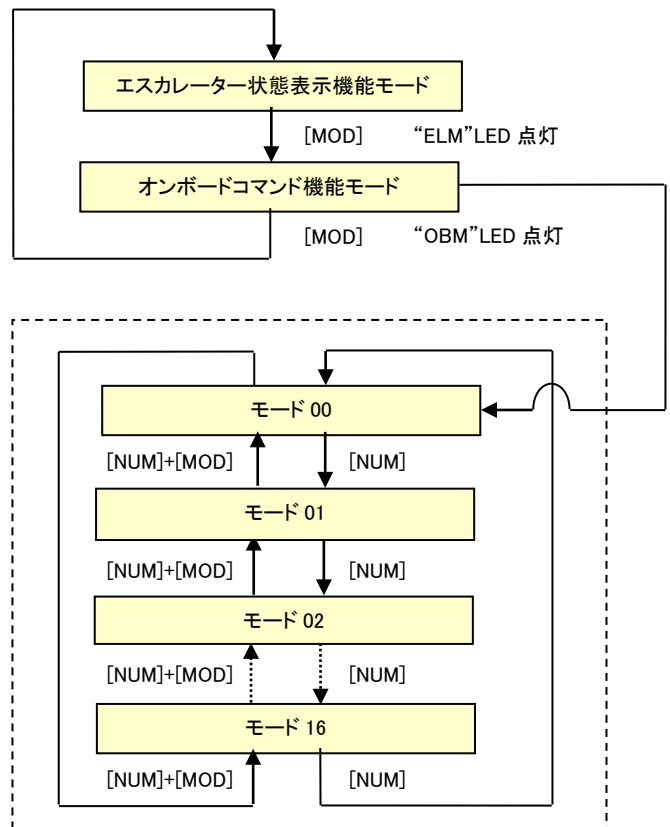 エスカレーター状態表示機能モード
[MOD] “ELM”LED 点灯
オンボードコマンド機能モード
[MOD] “OBM”LED 点灯
モード 00
[NUM]+[MOD] [NUM]
モード 01
[NUM]+[MOD] [NUM]
モード 02
[NUM]+[MOD] [NUM]
モード 16
[NUM]+[MOD] [NUM]